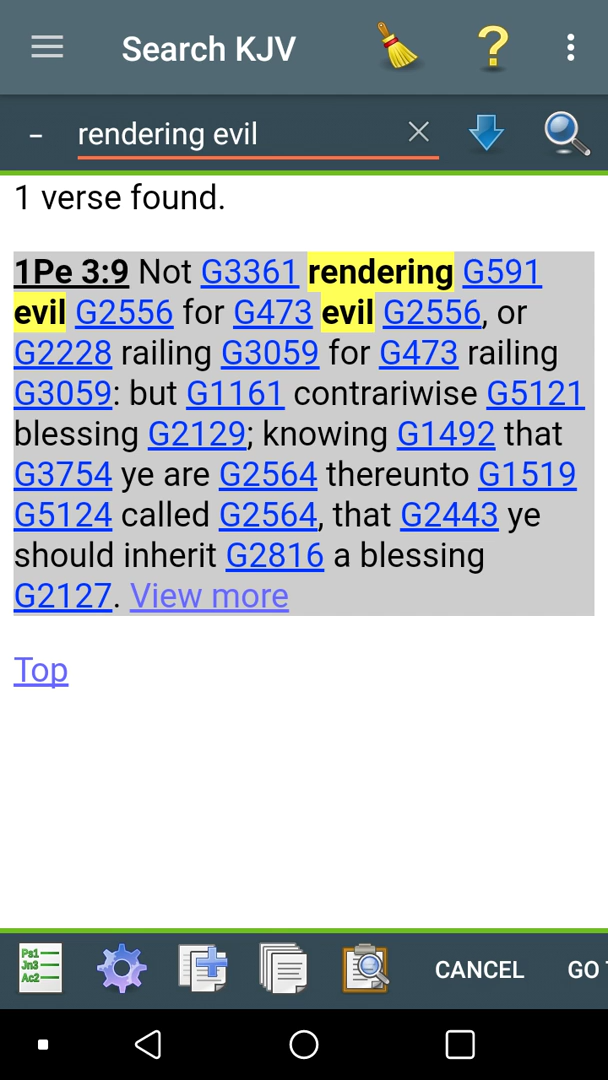 Search KJV
?
- rendering evil
1 verse found.
1Pe 3:9 Not G3361 rendering G591
evil G2556 for G473 evil G2556, or
G2228 railing G3059 for G473 railing
G3059: but G1161 contrariwise G5121
blessing G2129; knowing G1492 that
G3754 ye are G2564 thereunto G1519
G5124 called G2564, that G2443 ye
should inherit G2816 a blessing
G2127. View more
Top
Ps1
Jn3
Ac2
CANCEL GO